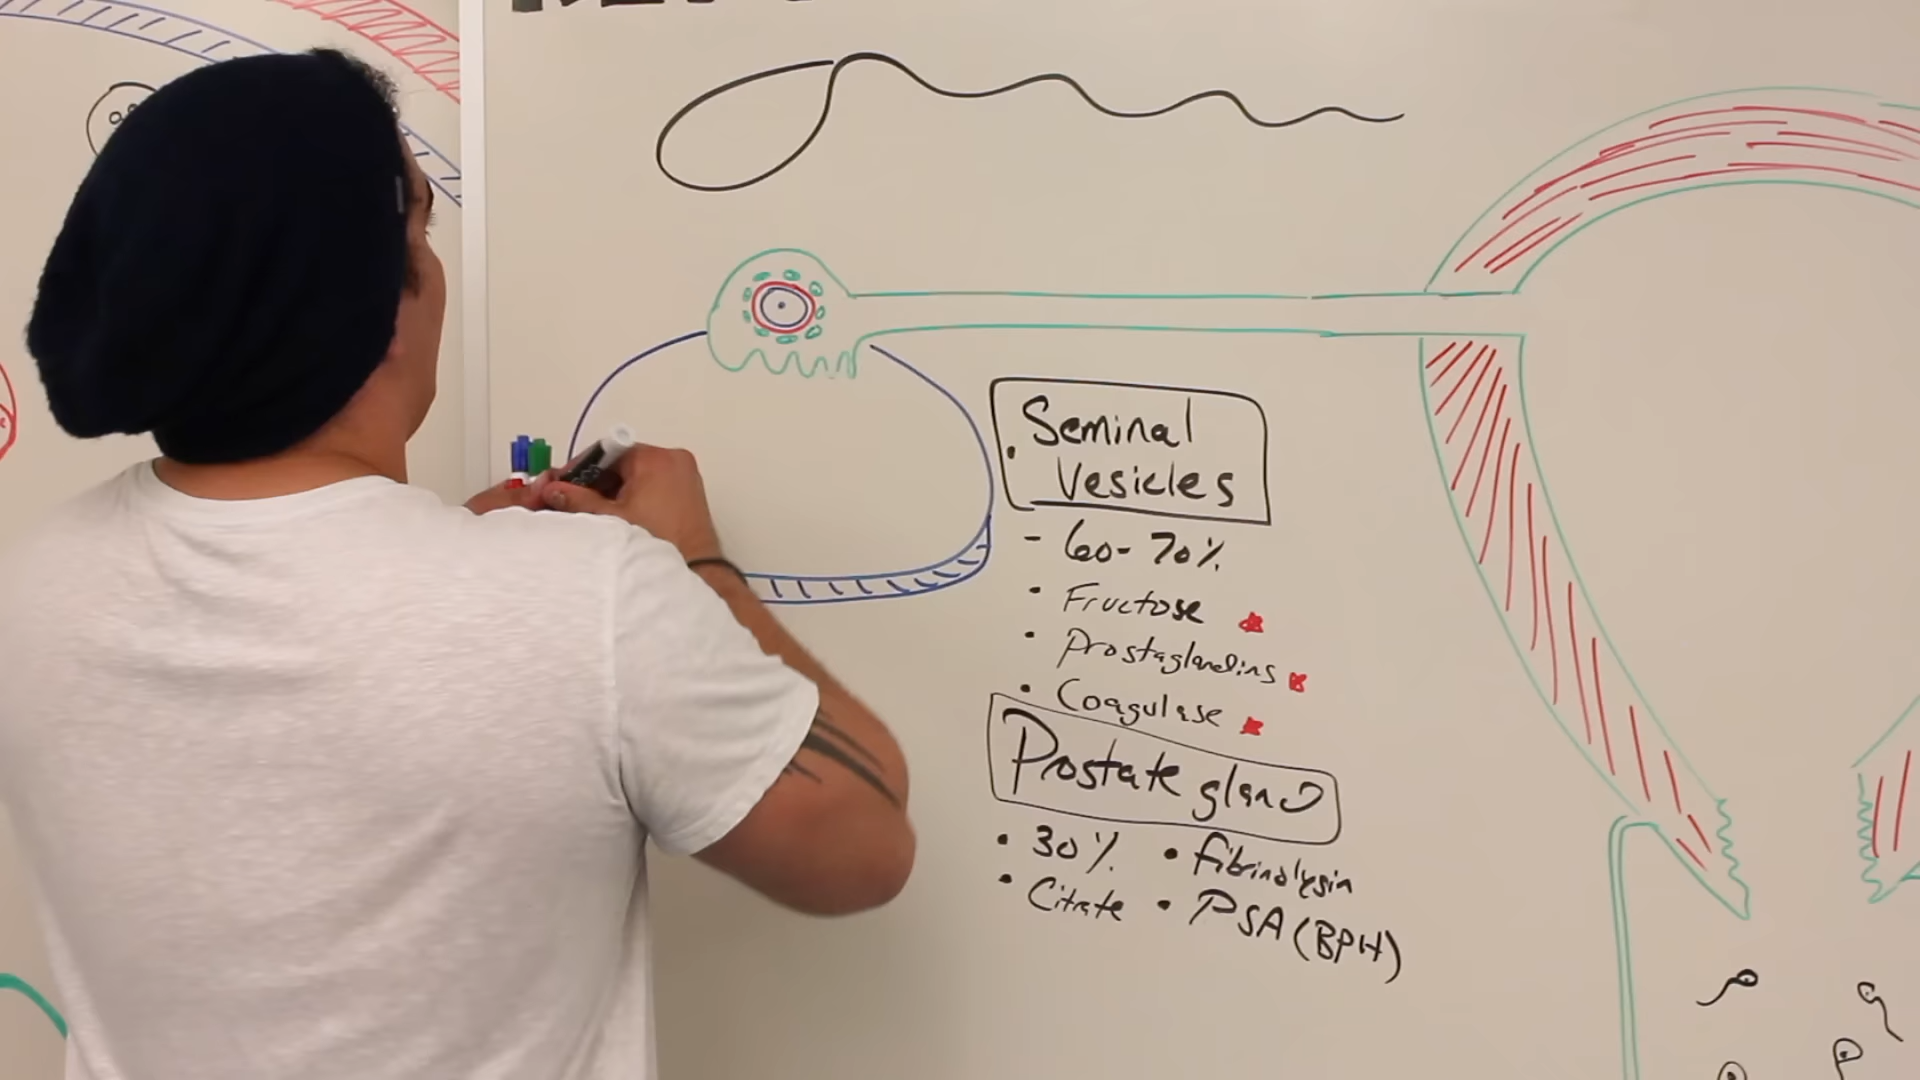 Seminal
Vesicles
- 60-70%
• Fructose
• Prostaglandins
• Coagulase
Prostate gland
• 30% • fibrinolysin
• Citrate • PSA (BPH)